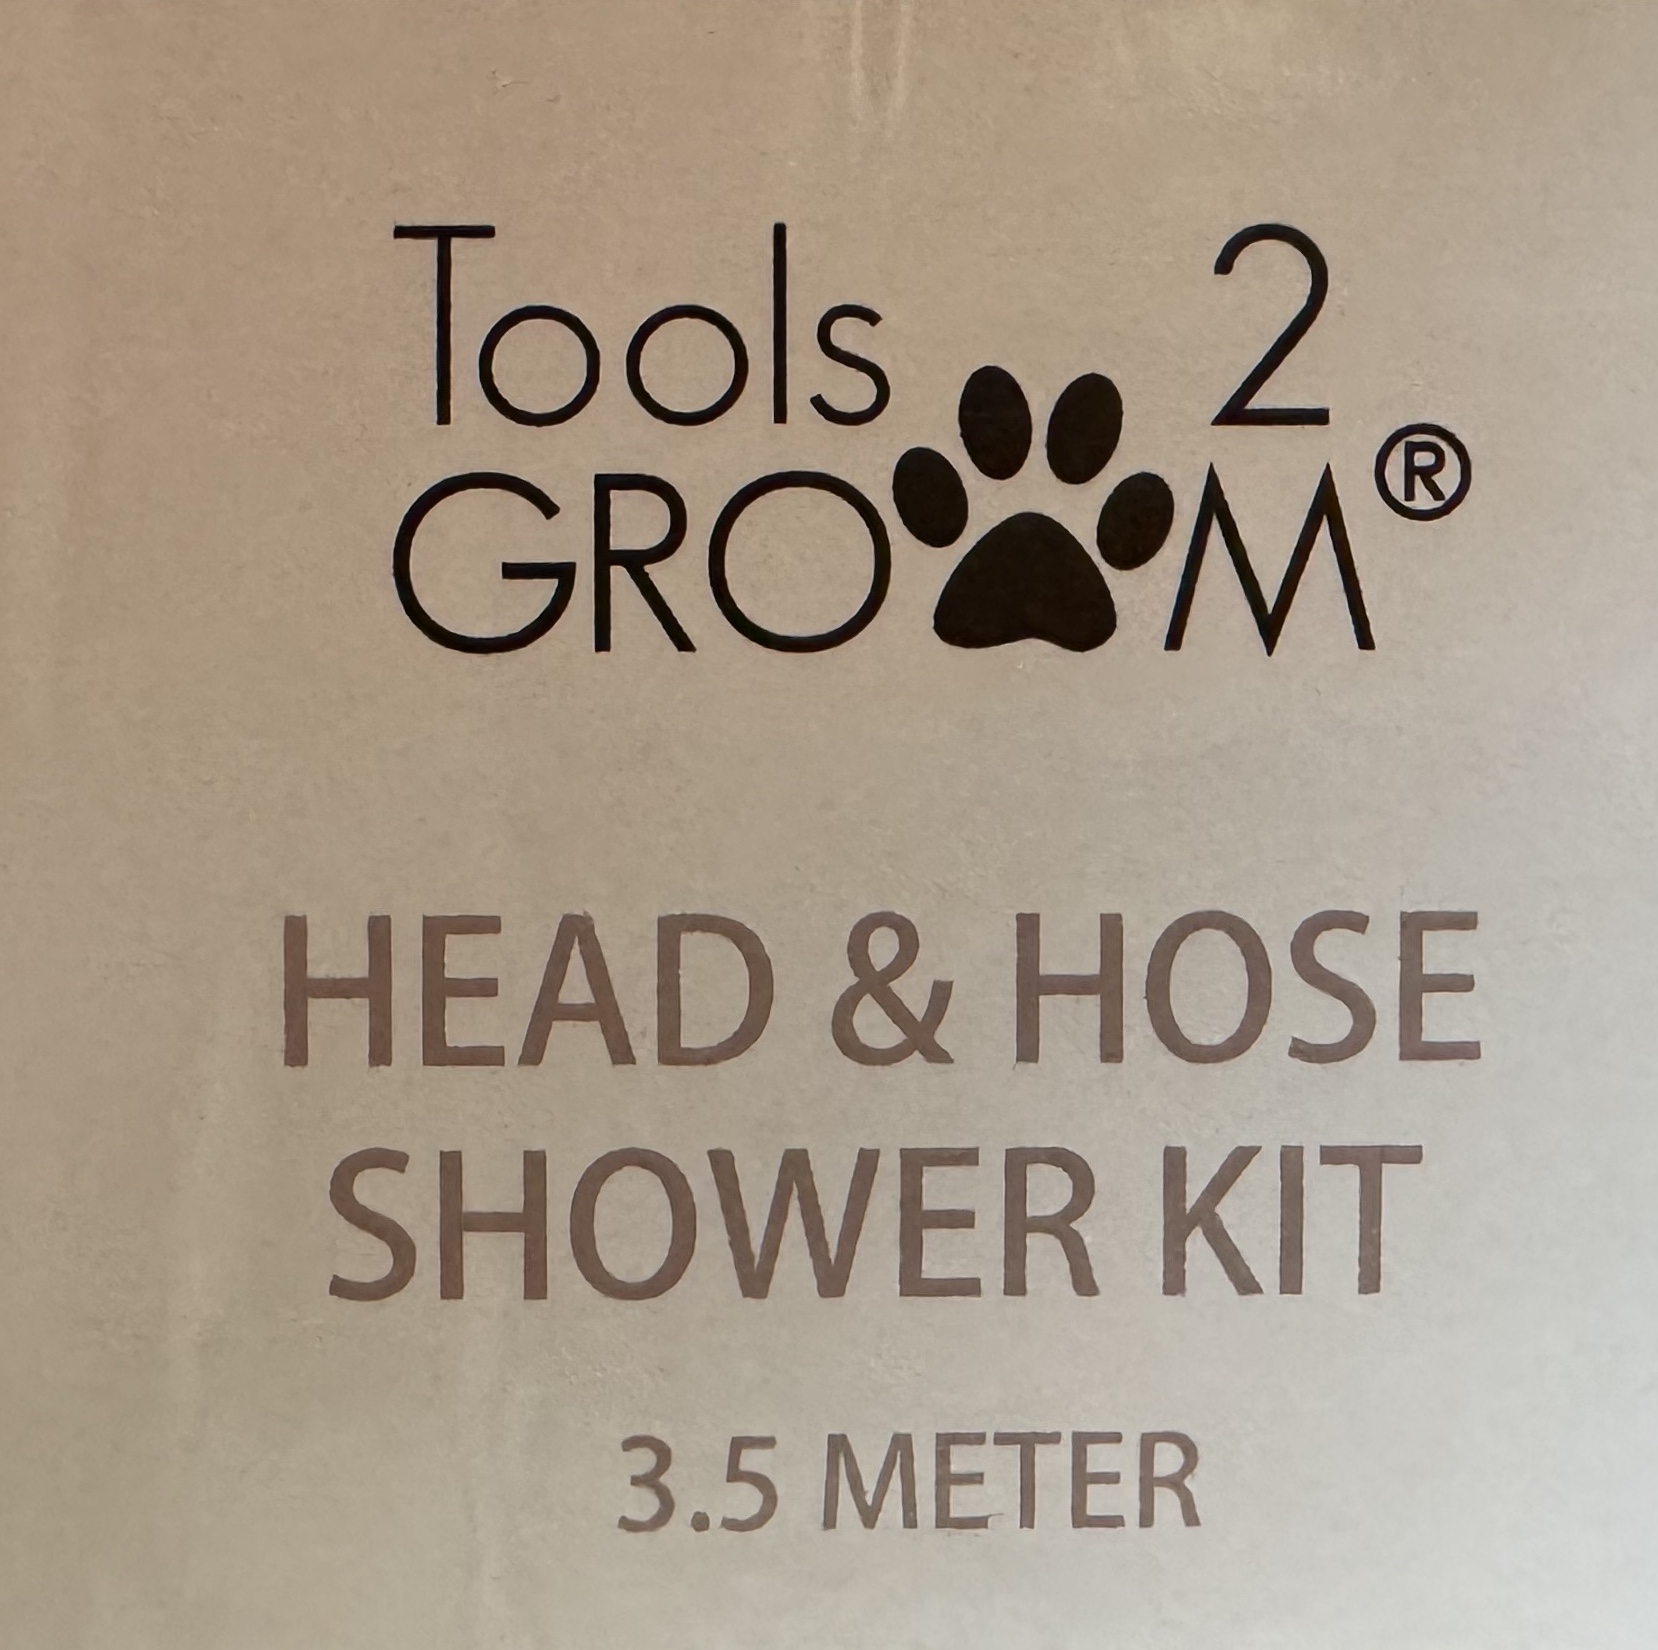 Tools 2
GROOM®
HEAD & HOSE
SHOWER KIT
3.5 METER